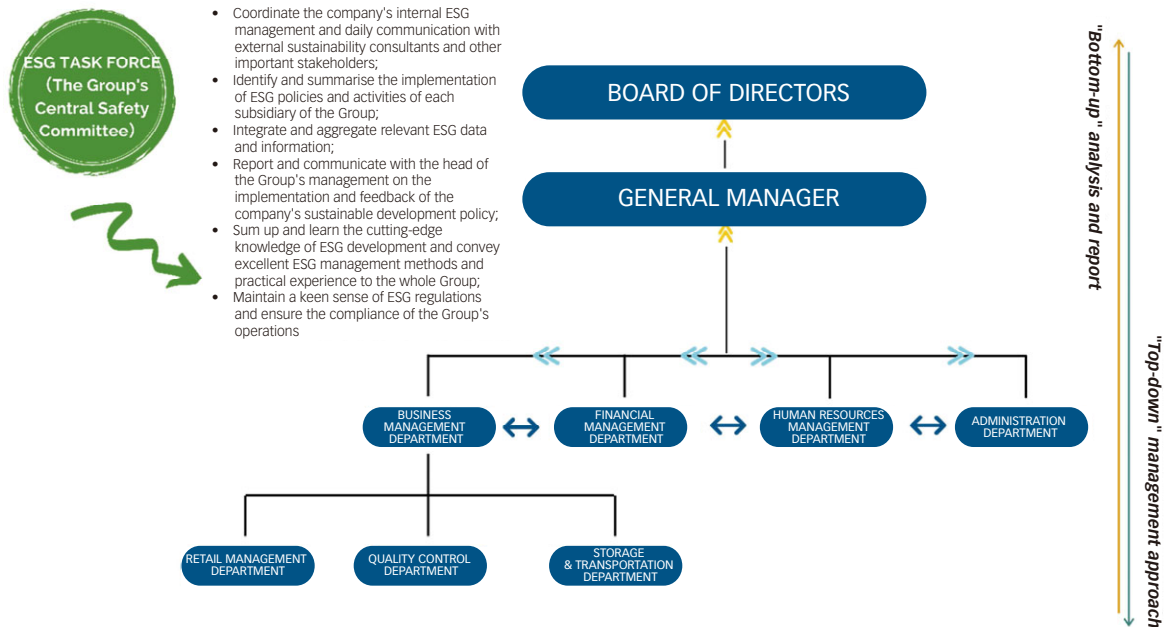 ESG TASK FORCE
(The Group's
Central Safety
Committee)
• Coordinate the company's internal ESG
management and daily communication with
external sustainability consultants and other
important stakeholders;
• Identify and summarise the implementation
of ESG policies and activities of each
subsidiary of the Group;
• Integrate and aggregate relevant ESG data
and information;
• Report and communicate with the head of
the Group's management on the
implementation and feedback of the
company's sustainable development policy;
• Sum up and learn the cutting-edge
knowledge of ESG development and convey
excellent ESG management methods and
practical experience to the whole Group;
• Maintain a keen sense of ESG regulations
and ensure the compliance of the Group's
operations
BOARD OF DIRECTORS
GENERAL MANAGER
BUSINESS
MANAGEMENT
DEPARTMENT
FINANCIAL
MANAGEMENT
DEPARTMENT
HUMAN RESOURCES
MANAGEMENT
DEPARTMENT
ADMINISTRATION
DEPARTMENT
RETAIL MANAGEMENT
DEPARTMENT
QUALITY CONTROL
DEPARTMENT
STORAGE
& TRANSPORTATION
DEPARTMENT
"Bottom-up" analysis and report
"Top-down" management approach